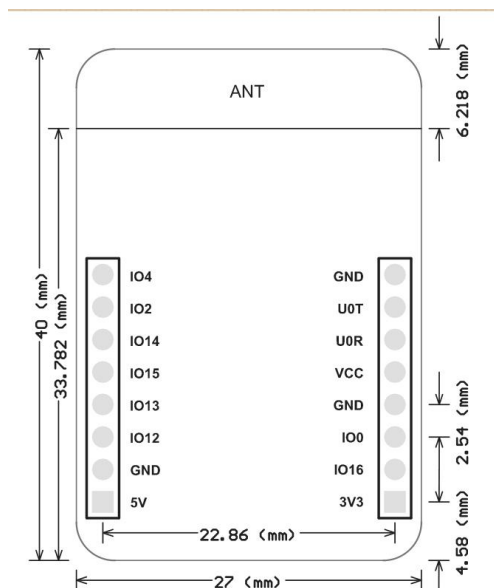 ANT
6.218 (mm)
40 (mm)
33.782 (mm)
IO4 GND
IO2 U0T
IO14 U0R
IO15 VCC
IO13 GND
IO12 IO0
GND IO16
5V 3V3
2.54 (mm)
4.58 (mm)
22.86 (mm)
27 (mm)